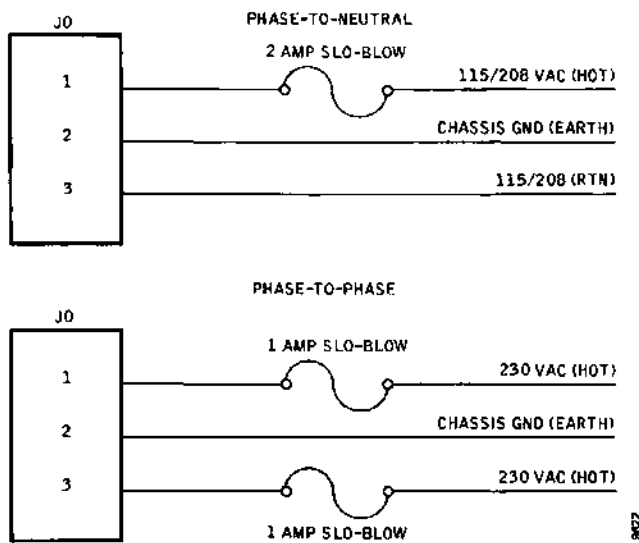 PHASE-TO-NEUTRAL
J0
2 AMP SLO-BLOW
1
115/208 VAC (HOT)
2
CHASSIS GND (EARTH)
3
115/208 (RTN)
PHASE-TO-PHASE
J0
1 AMP SLO-BLOW
1
230 VAC (HOT)
2
CHASSIS GND (EARTH)
3
230 VAC (HOT)
1 AMP SLO-BLOW